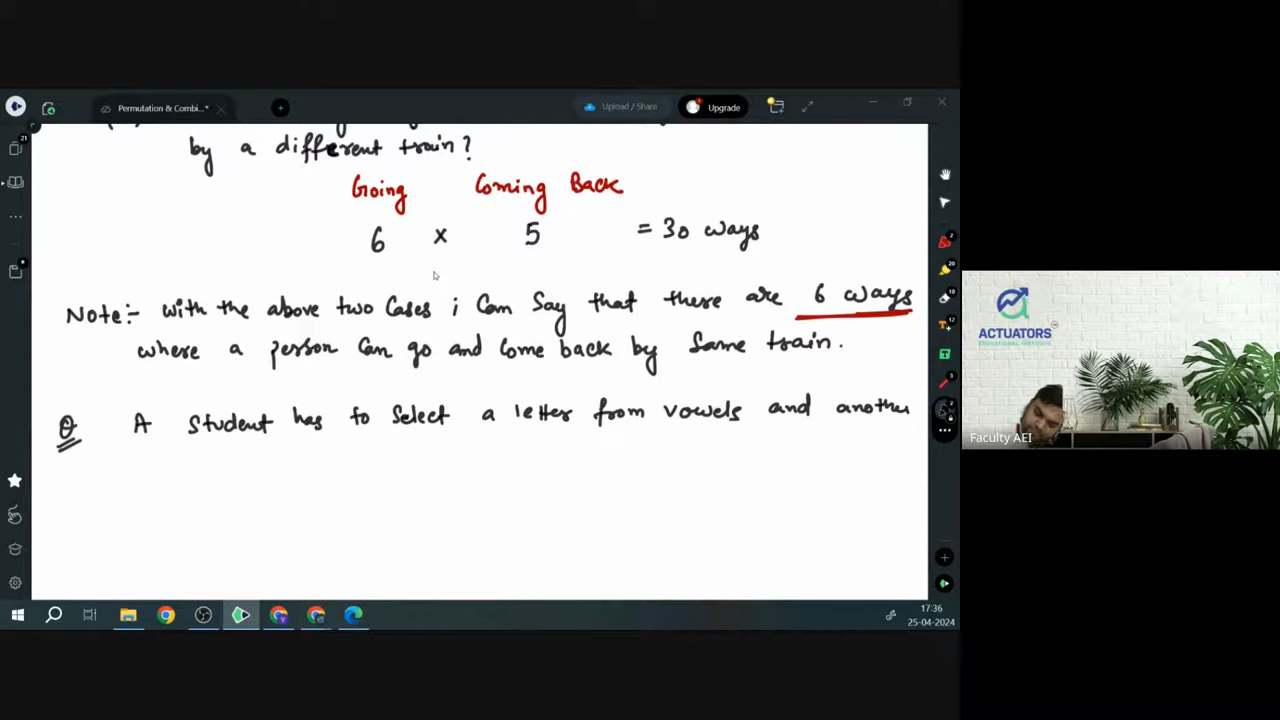 Permutation & Combi...*
Upload / Share
Upgrade
by a different train?
Going Coming Back
6 x 5 = 30 ways
Note:- with the above two Cases i Can Say that there are 6 ways
where a person Can go and Come back by Same train.
Q A Student has to Select a letter from vowels and another
ACTUATORS
EDUCATIONAL INSTITUTE
Faculty AEI
17:36
25-04-2024